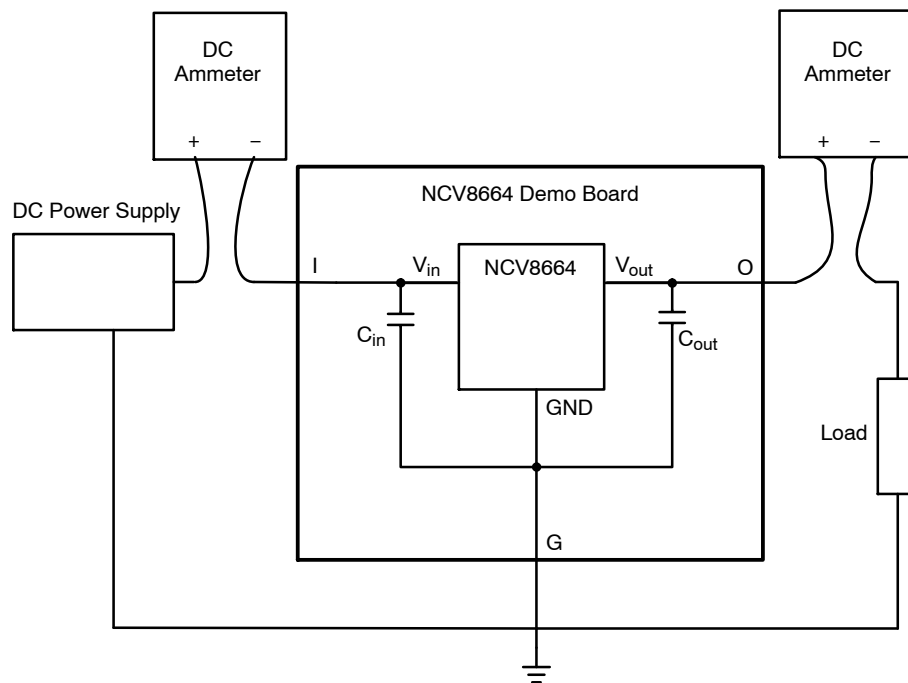 DC
Ammeter
+ −
DC
Ammeter
+ −
DC Power Supply
NCV8664 Demo Board
I
Vin
NCV8664
Vout
O
Cin
Cout
GND
Load
G